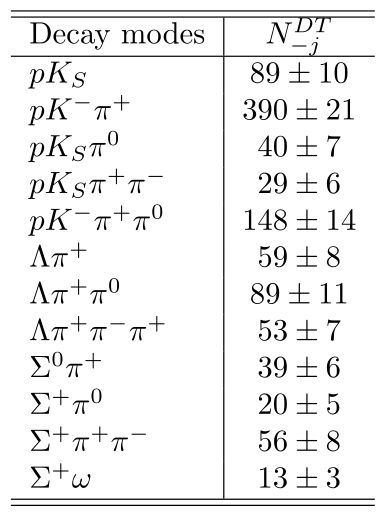 Decay modes N_{-j}^{DT}
pK_S 89 ± 10
pK^-π^+ 390 ± 21
pK_Sπ^0 40 ± 7
pK_Sπ^+π^- 29 ± 6
pK^-π^+π^0 148 ± 14
Λπ^+ 59 ± 8
Λπ^+π^0 89 ± 11
Λπ^+π^-π^+ 53 ± 7
Σ^0π^+ 39 ± 6
Σ^+π^0 20 ± 5
Σ^+π^+π^- 56 ± 8
Σ^+ω 13 ± 3